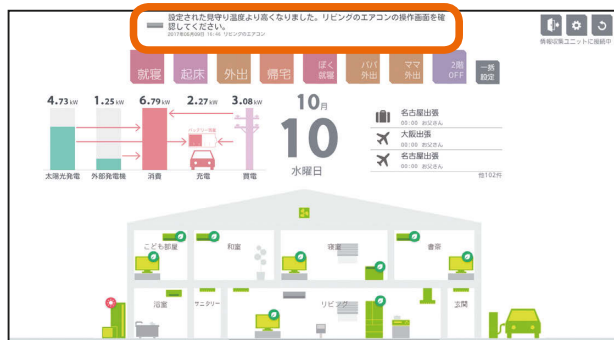 設定された見守り温度より高くなりました。リビングのエアコンの操作画面を確
認してください。
2017年08月09日 16:46 リビングのエアコン
情報収集ユニットに接続中
就寝 起床 外出 帰宅 ぼく就寝 パパ外出 ママ外出 2階OFF 一括設定
4.73kW 1.25kW 6.79kW 2.27kW 3.08kW
太陽光発電 外部発電機 消費 充電 買電
10月
10
水曜日
名古屋出張
00:00 お父さん
大阪出張
00:00 お父さん
名古屋出張
00:00 お父さん
他102件
こども部屋 和室 寝室 書斎
浴室 サニタリー リビング 玄関